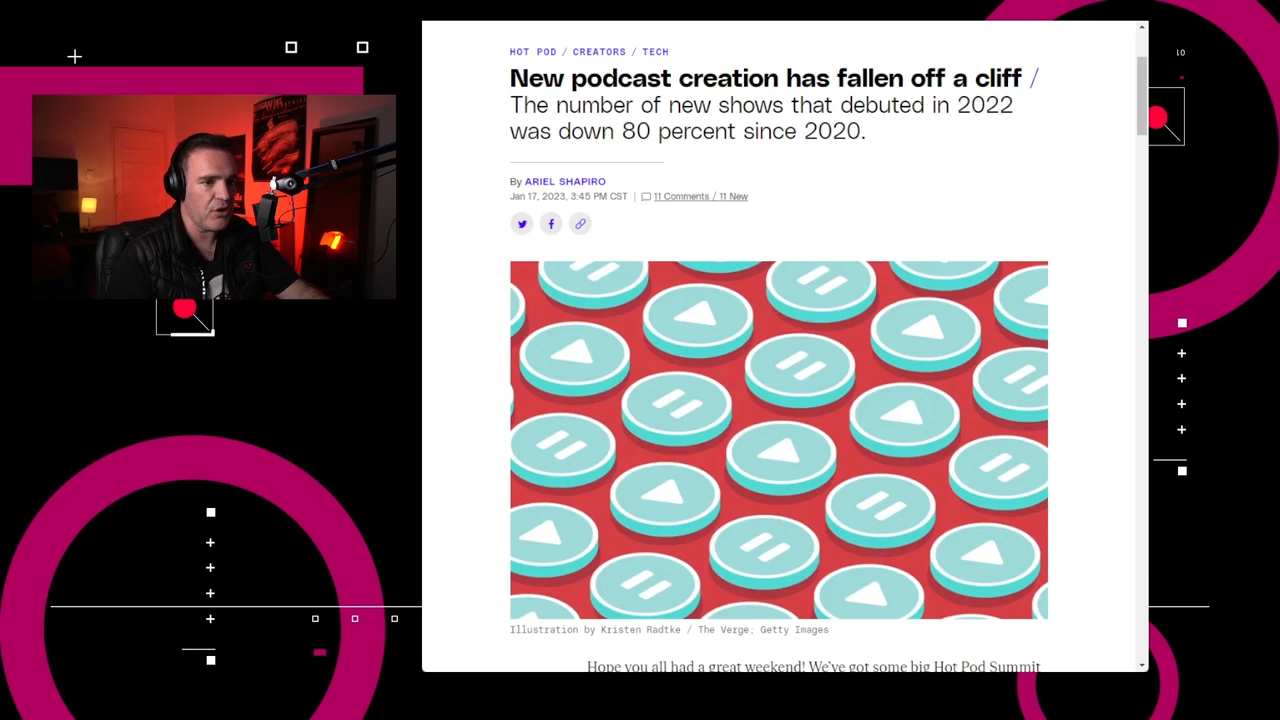 HOT POD / CREATORS / TECH
New podcast creation has fallen off a cliff /
The number of new shows that debuted in 2022
was down 80 percent since 2020.
By ARIEL SHAPIRO
Jan 17, 2023, 3:45 PM CST | 11 Comments / 11 New
Illustration by Kristen Radtke / The Verge; Getty Images
Hope you all had a great weekend! We've got some big Hot Pod Summit